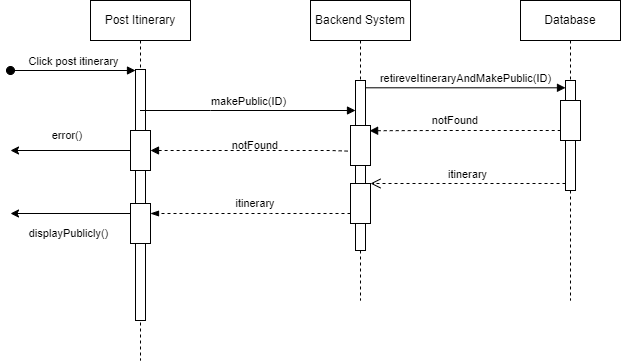 Post Itinerary
Backend System
Database
Click post itinerary
retireveItineraryAndMakePublic(ID)
makePublic(ID)
notFound
error()
notFound
itinerary
itinerary
displayPublicly()